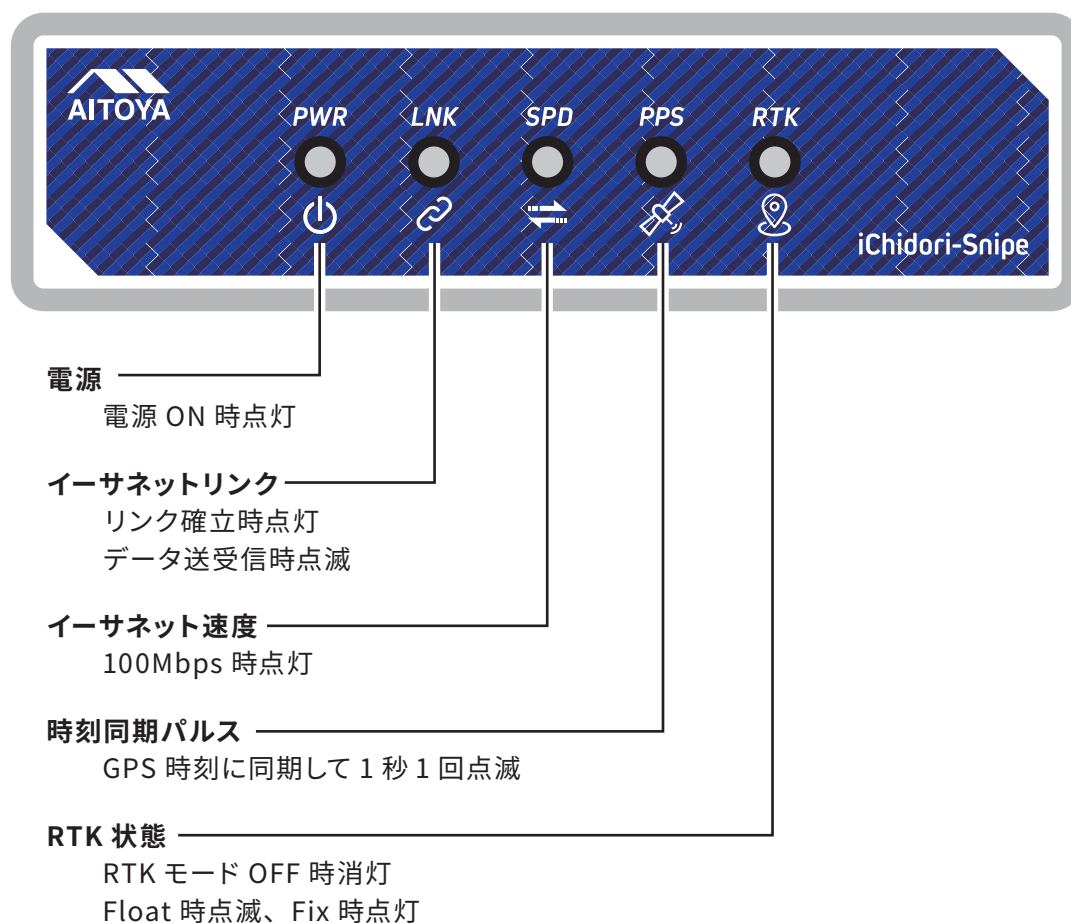 AITOYA
PWR LNK SPD PPS RTK
iChidori-Snipe
電源
電源 ON 時点灯
イーサネットリンク
リンク確立時点灯
データ送受信時点滅
イーサネット速度
100Mbps 時点灯
時刻同期パルス
GPS 時刻に同期して 1 秒 1 回点滅
RTK 状態
RTK モード OFF 時消灯
Float 時点滅、Fix 時点灯